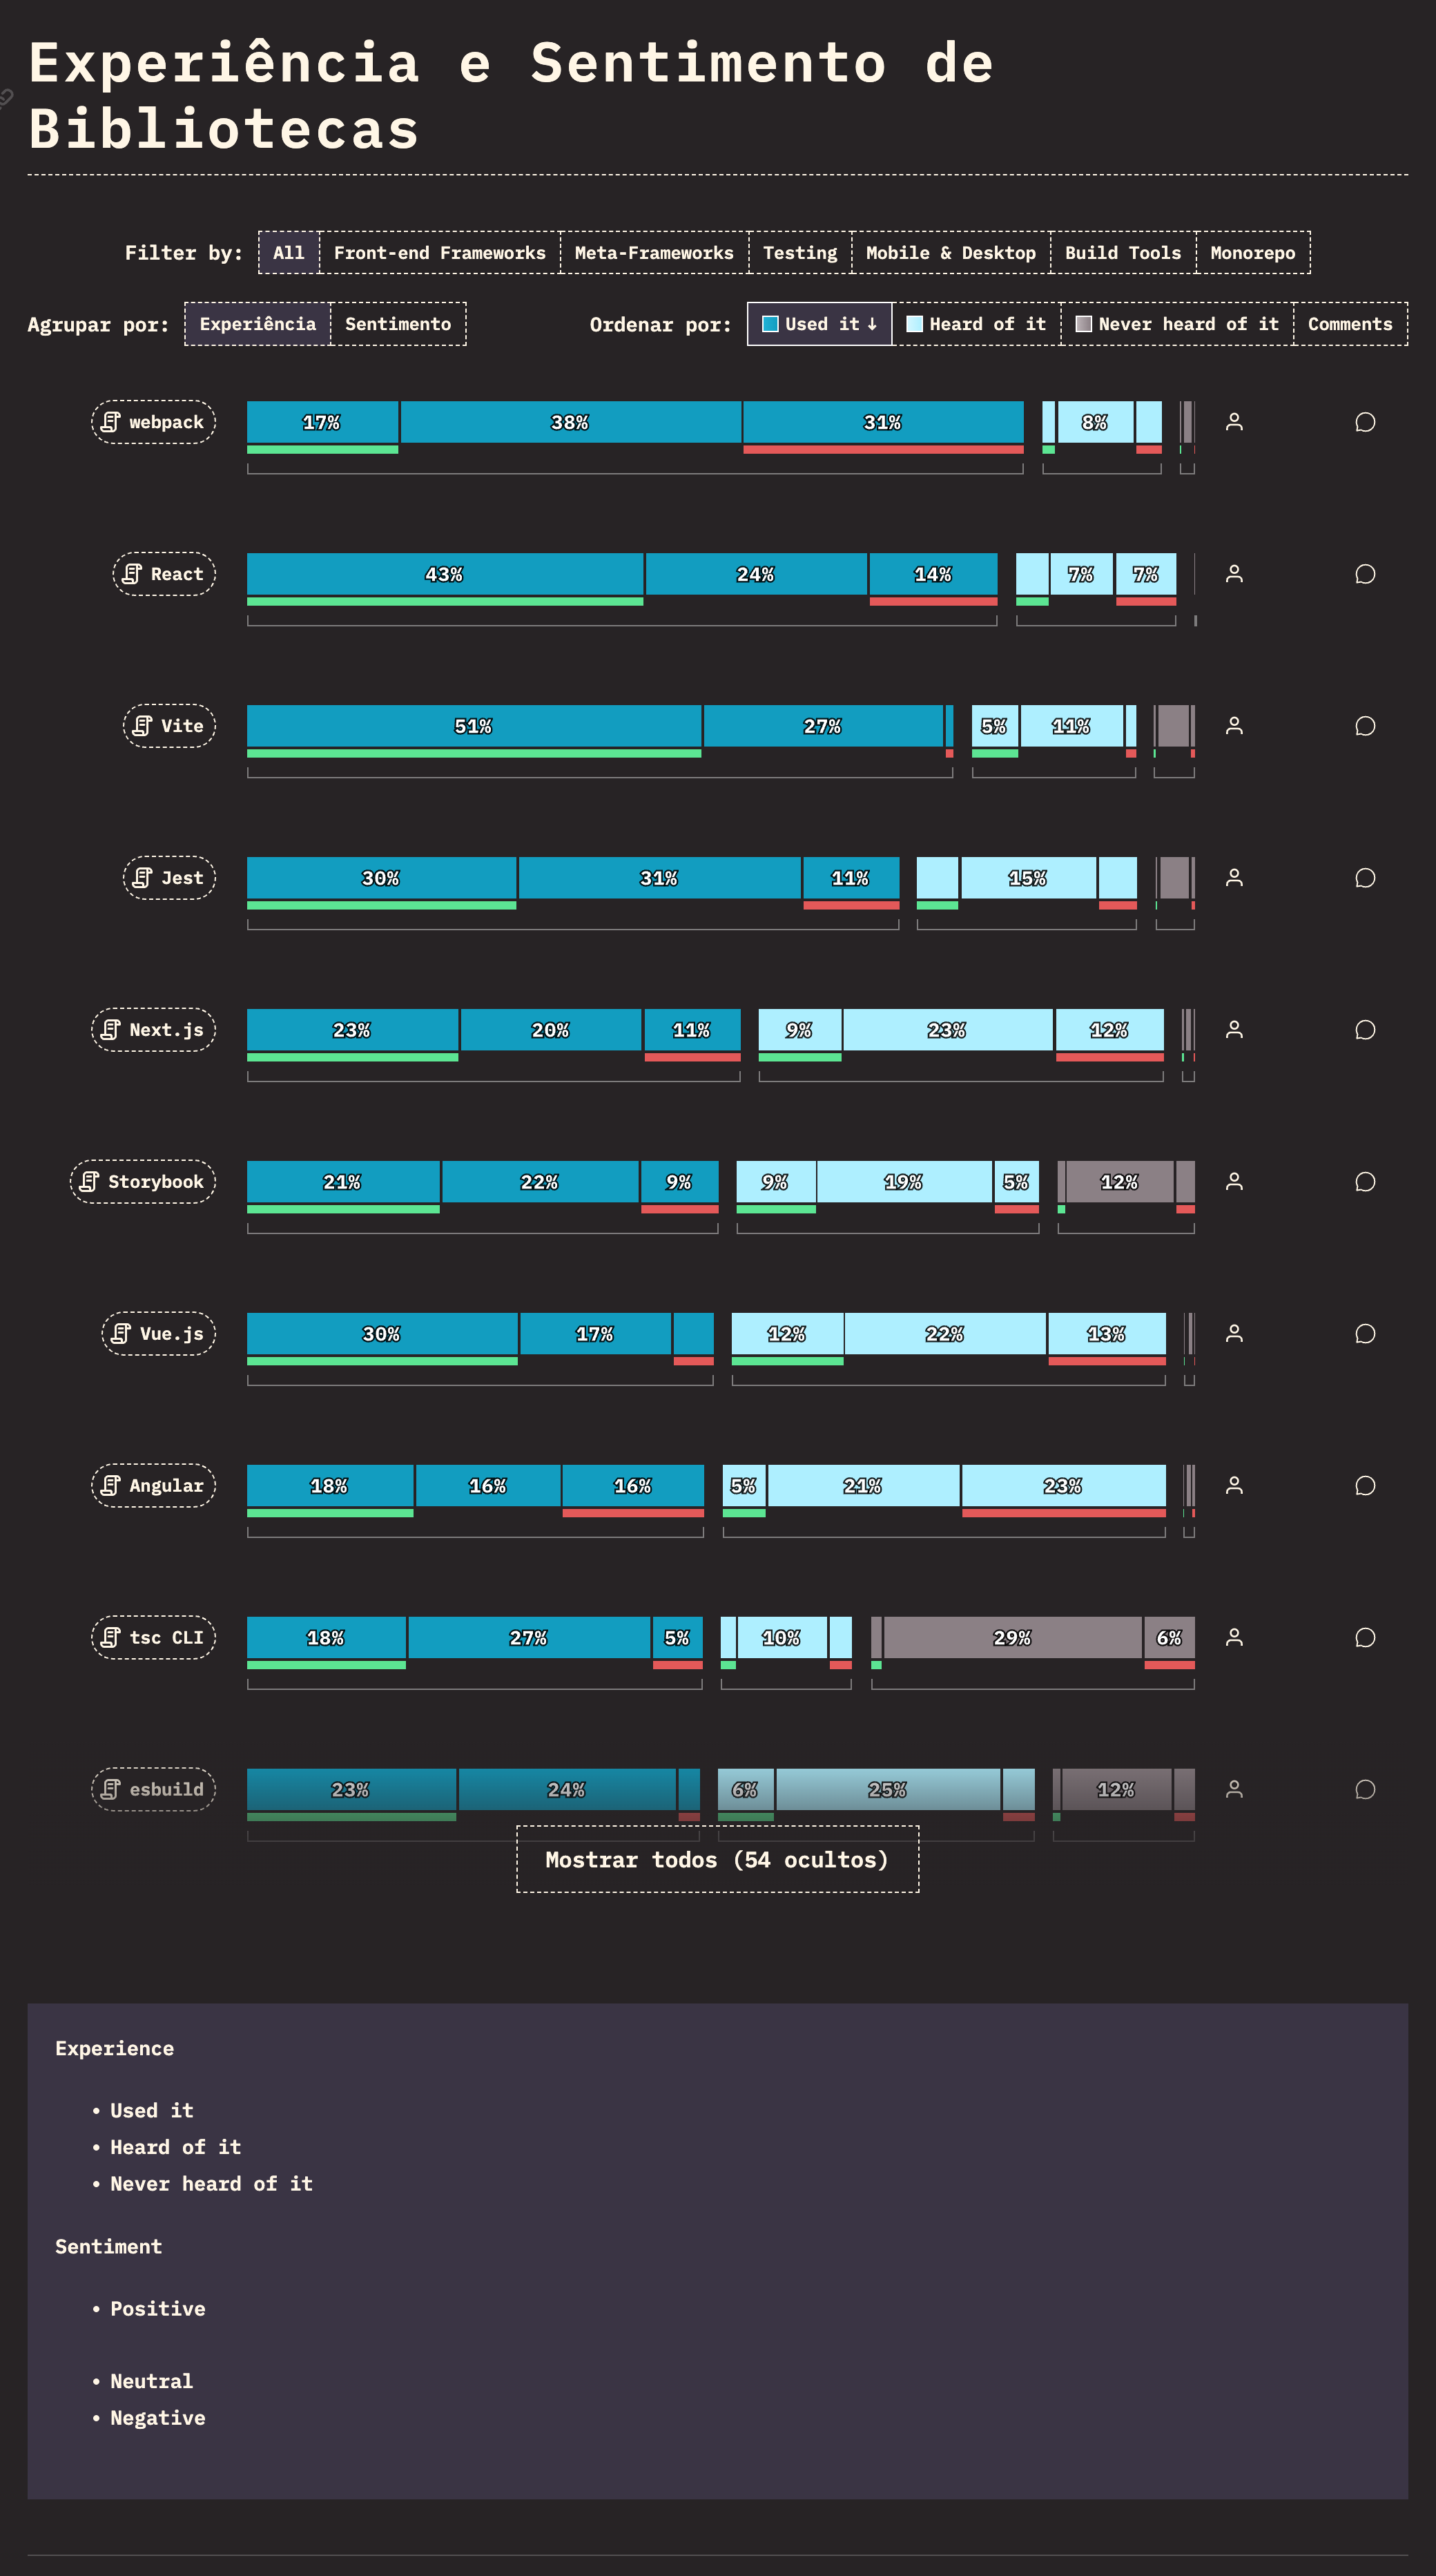 Experiência e Sentimento de
Bibliotecas
Filter by: All Front-end Frameworks Meta-Frameworks Testing Mobile & Desktop Build Tools Monorepo
Agrupar por: Experiência Sentimento Ordenar por: Used it ↓ Heard of it Never heard of it Comments
webpack 17% 38% 31% 8%
React 43% 24% 14% 7% 7%
Vite 51% 27% 5% 11%
Jest 30% 31% 11% 15%
Next.js 23% 20% 11% 9% 23% 12%
Storybook 21% 22% 9% 9% 19% 5% 12%
Vue.js 30% 17% 12% 22% 13%
Angular 18% 16% 16% 5% 21% 23%
tsc CLI 18% 27% 5% 10% 29% 6%
esbuild 23% 24% 6% 25% 12%
Mostrar todos (54 ocultos)
Experience
• Used it
• Heard of it
• Never heard of it
Sentiment
• Positive
• Neutral
• Negative